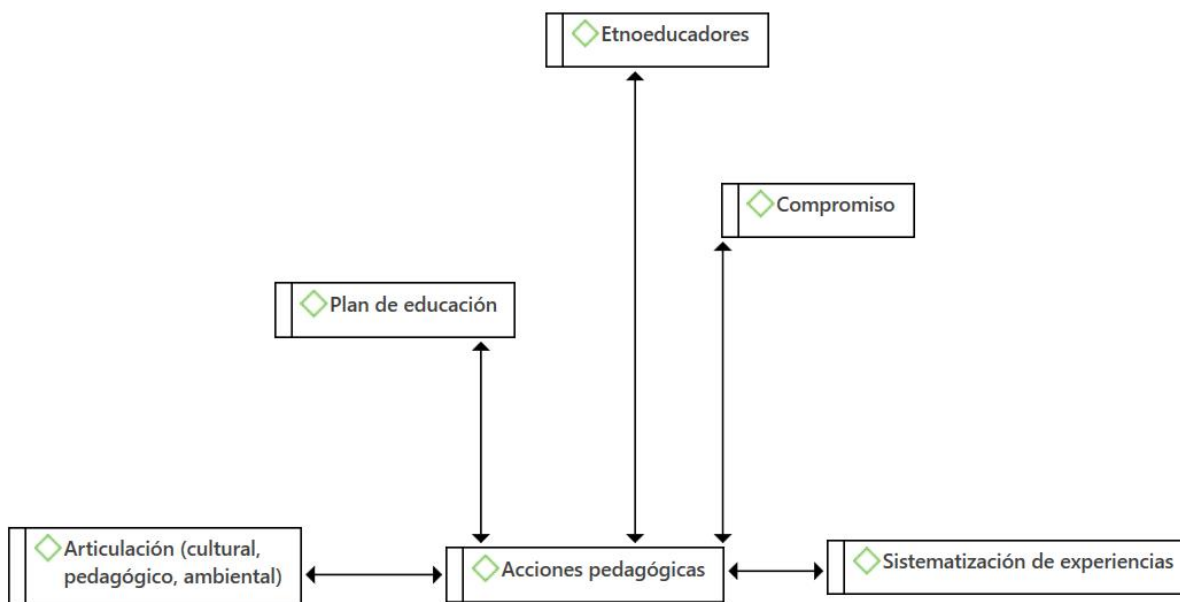 Etnoeducadores
Compromiso
Plan de educación
Articulación (cultural,
pedagógico, ambiental)
Acciones pedagógicas
Sistematización de experiencias